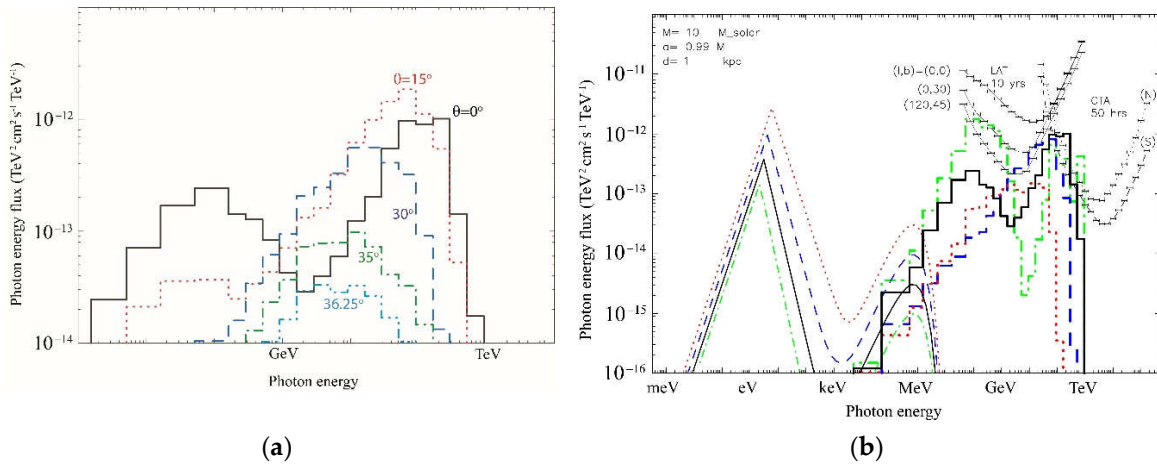 Photon energy flux (TeV² cm⁻² s⁻¹ TeV⁻¹)
10⁻¹²
10⁻¹³
10⁻¹⁴
θ=15°
θ=0°
30°
35°
36.25°
GeV
TeV
Photon energy
(a)
Photon energy flux (TeV² cm⁻² s⁻¹ TeV⁻¹)
10⁻¹¹
10⁻¹²
10⁻¹³
10⁻¹⁴
10⁻¹⁵
10⁻¹⁶
M= 10 M_solar
a= 0.99 M
d= 1 kpc
(l,b)=(0,0)
(0,30)
(120,45)
LAT
10 yrs
CTA
50 hrs
(N)
(S)
meV
eV
keV
MeV
GeV
TeV
Photon energy
(b)